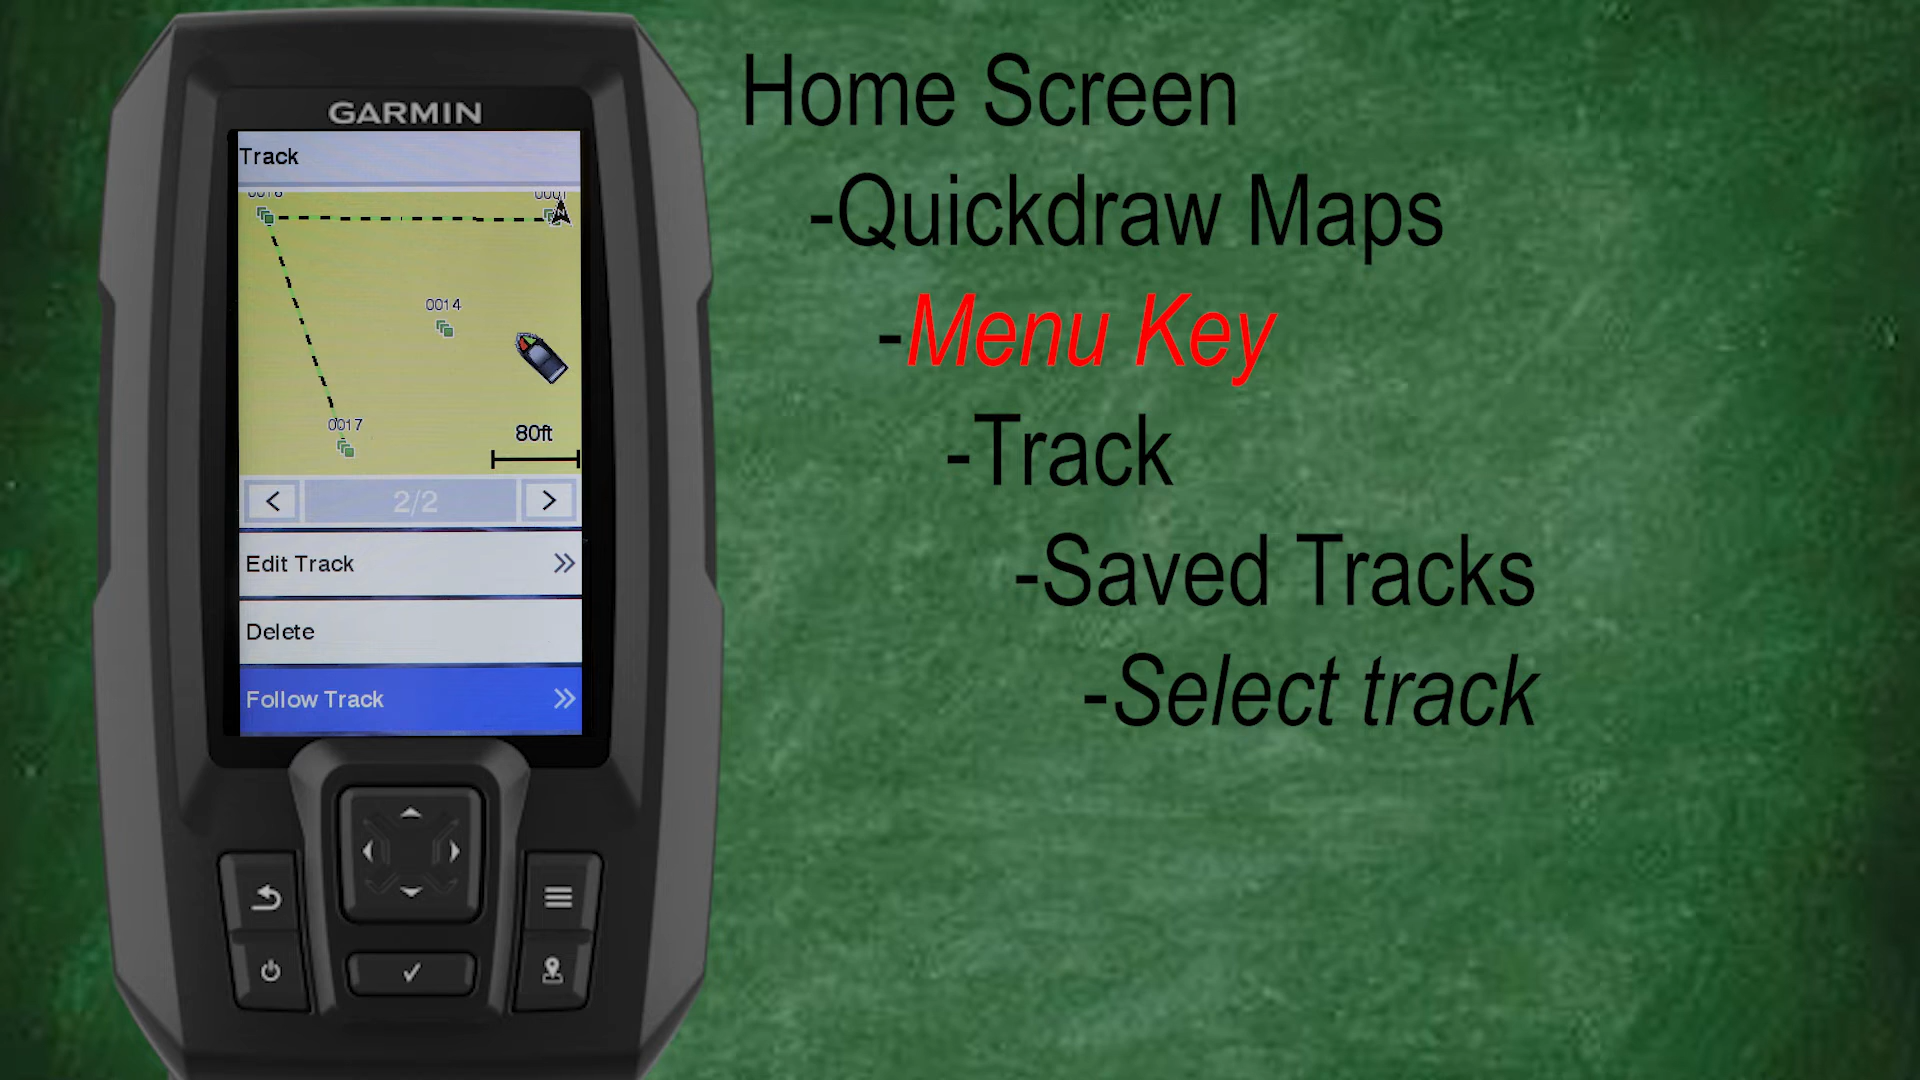 GARMIN
Track
0014
0017
80ft
2/2
Edit Track
Delete
Follow Track
Home Screen
-Quickdraw Maps
-Menu Key
-Track
-Saved Tracks
-Select track